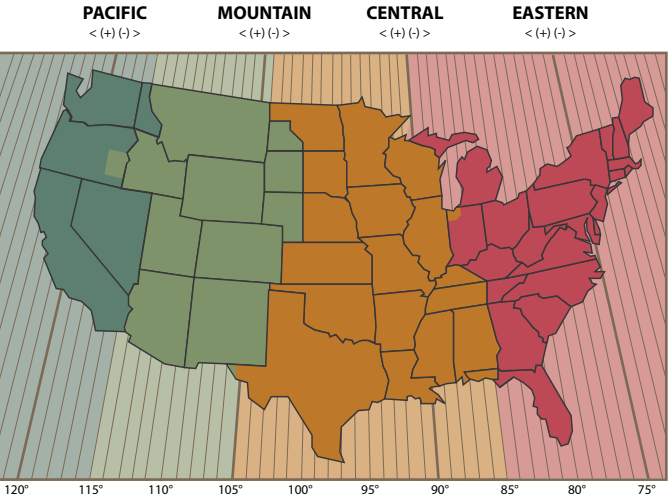 PACIFIC MOUNTAIN CENTRAL EASTERN
< (+) (-) > < (+) (-) > < (+) (-) > < (+) (-) >
120° 115° 110° 105° 100° 95° 90° 85° 80° 75°